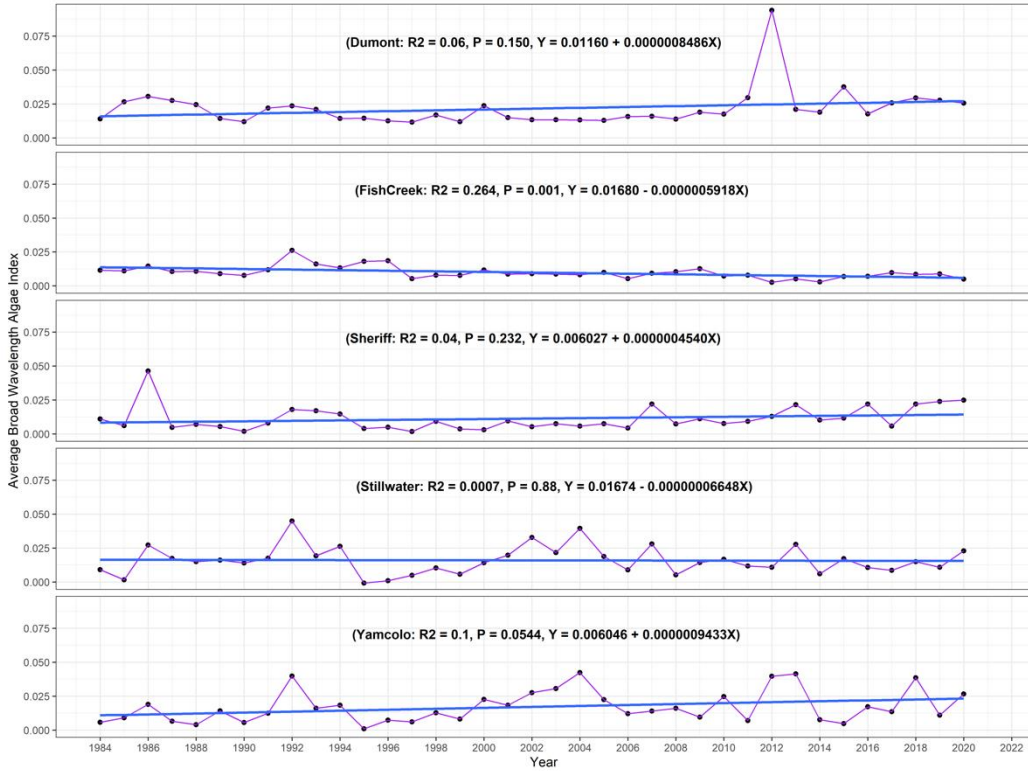 (Dumont: R2 = 0.06, P = 0.150, Y = 0.01160 + 0.0000008486X)
0.075
0.050
0.025
0.000
(FishCreek: R2 = 0.264, P = 0.001, Y = 0.01680 - 0.0000005918X)
0.075
0.050
0.025
0.000
(Sheriff: R2 = 0.04, P = 0.232, Y = 0.006027 + 0.0000004540X)
0.075
0.050
0.025
0.000
(Stillwater: R2 = 0.0007, P = 0.88, Y = 0.01674 - 0.00000006648X)
0.075
0.050
0.025
0.000
(Yamcolo: R2 = 0.1, P = 0.0544, Y = 0.006046 + 0.0000009433X)
0.075
0.050
0.025
0.000
Average Broad Wavelength Algae Index
1984 1986 1988 1990 1992 1994 1996 1998 2000 2002 2004 2006 2008 2010 2012 2014 2016 2018 2020 2022
Year